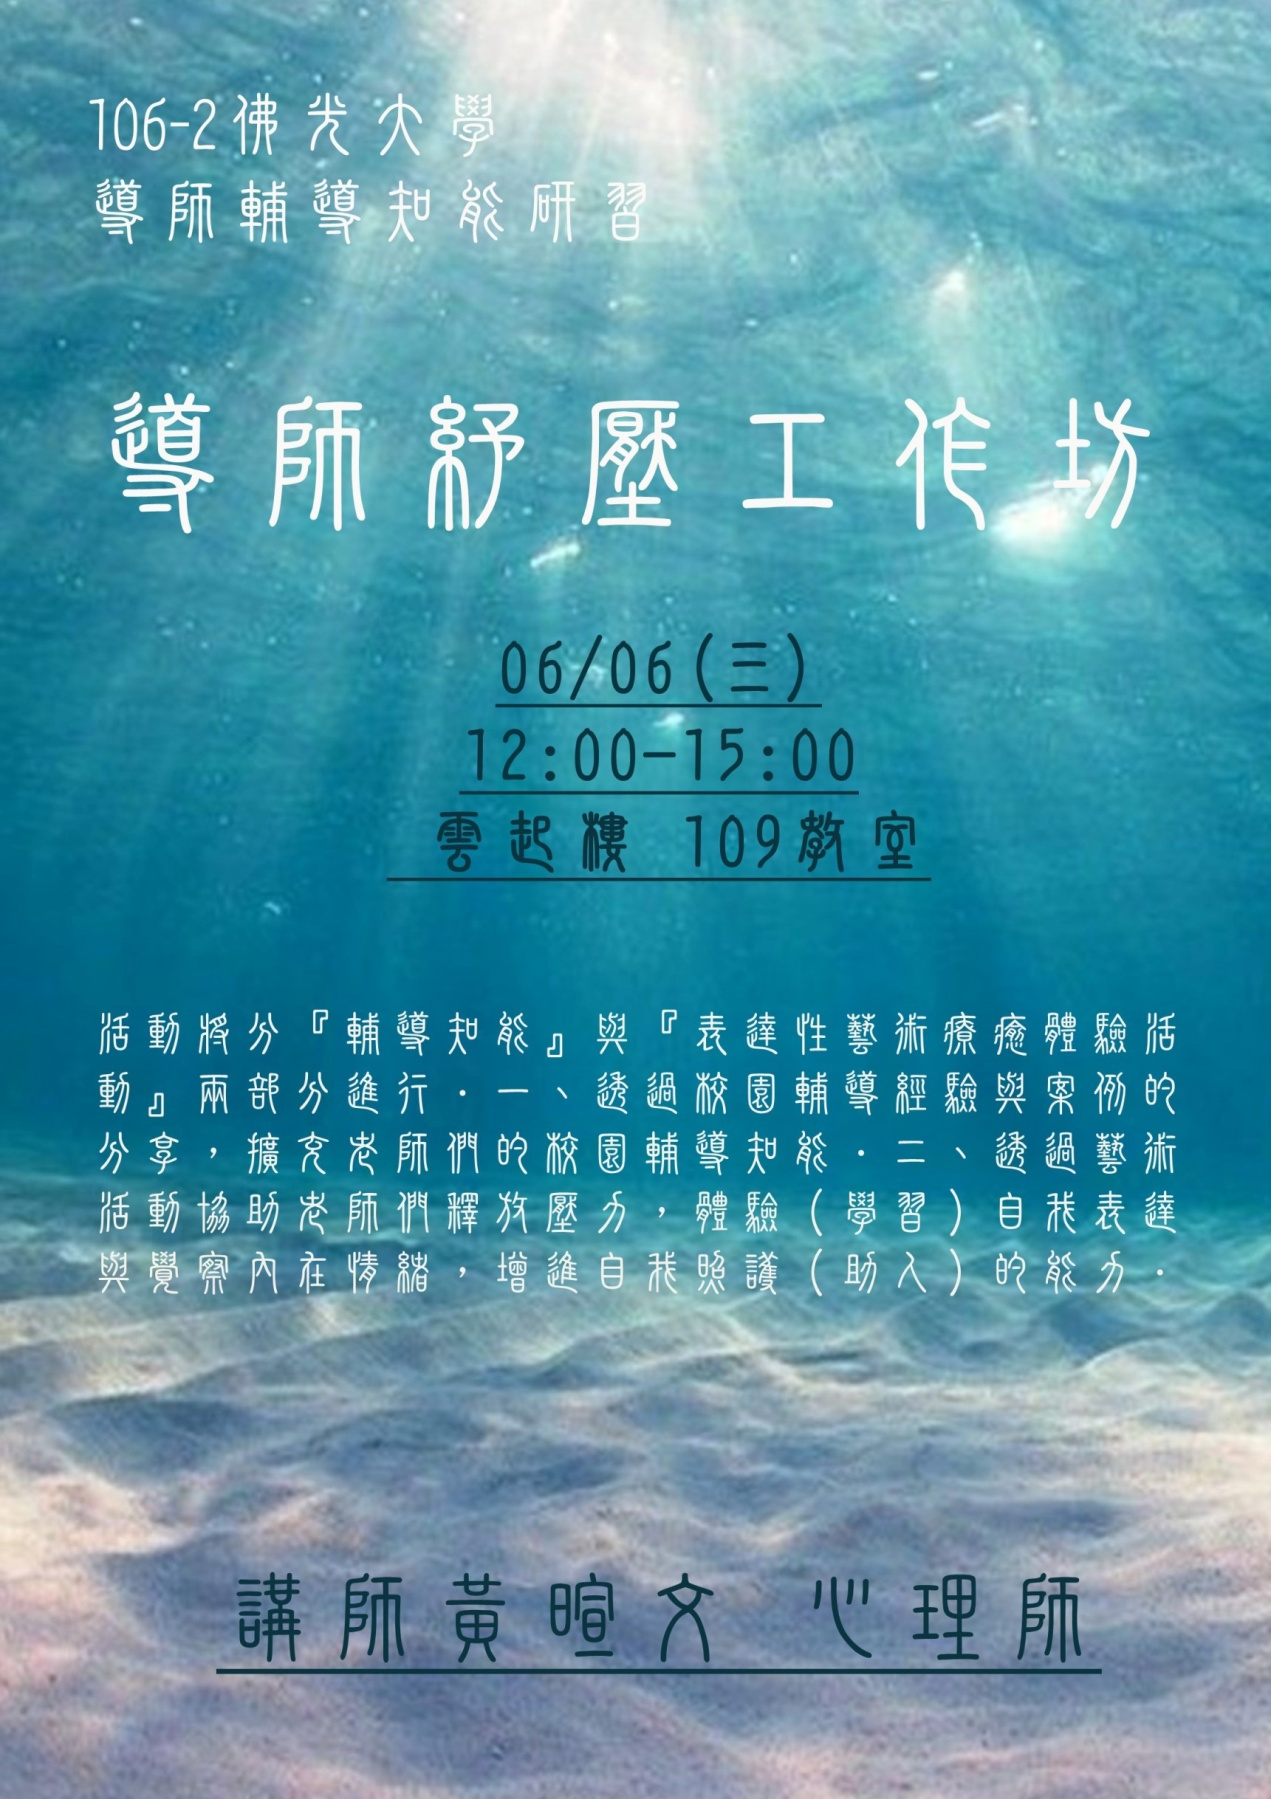 106-2佛光大學
導師輔導知能研習
導師紓壓工作坊
06/06(三)
12:00-15:00
雲起樓 109教室
活動將分『輔導知能』與『表達性藝術療癒體驗活
動』兩部分進行．一、透過校園輔導經驗與案例的
分享，擴充老師們的校園輔導知能．二、透過藝術
活動協助老師們釋放壓力，體驗(學習)自我表達
與覺察內在情緒，增進自我照護(助人)的能力．
講師黃暄文 心理師